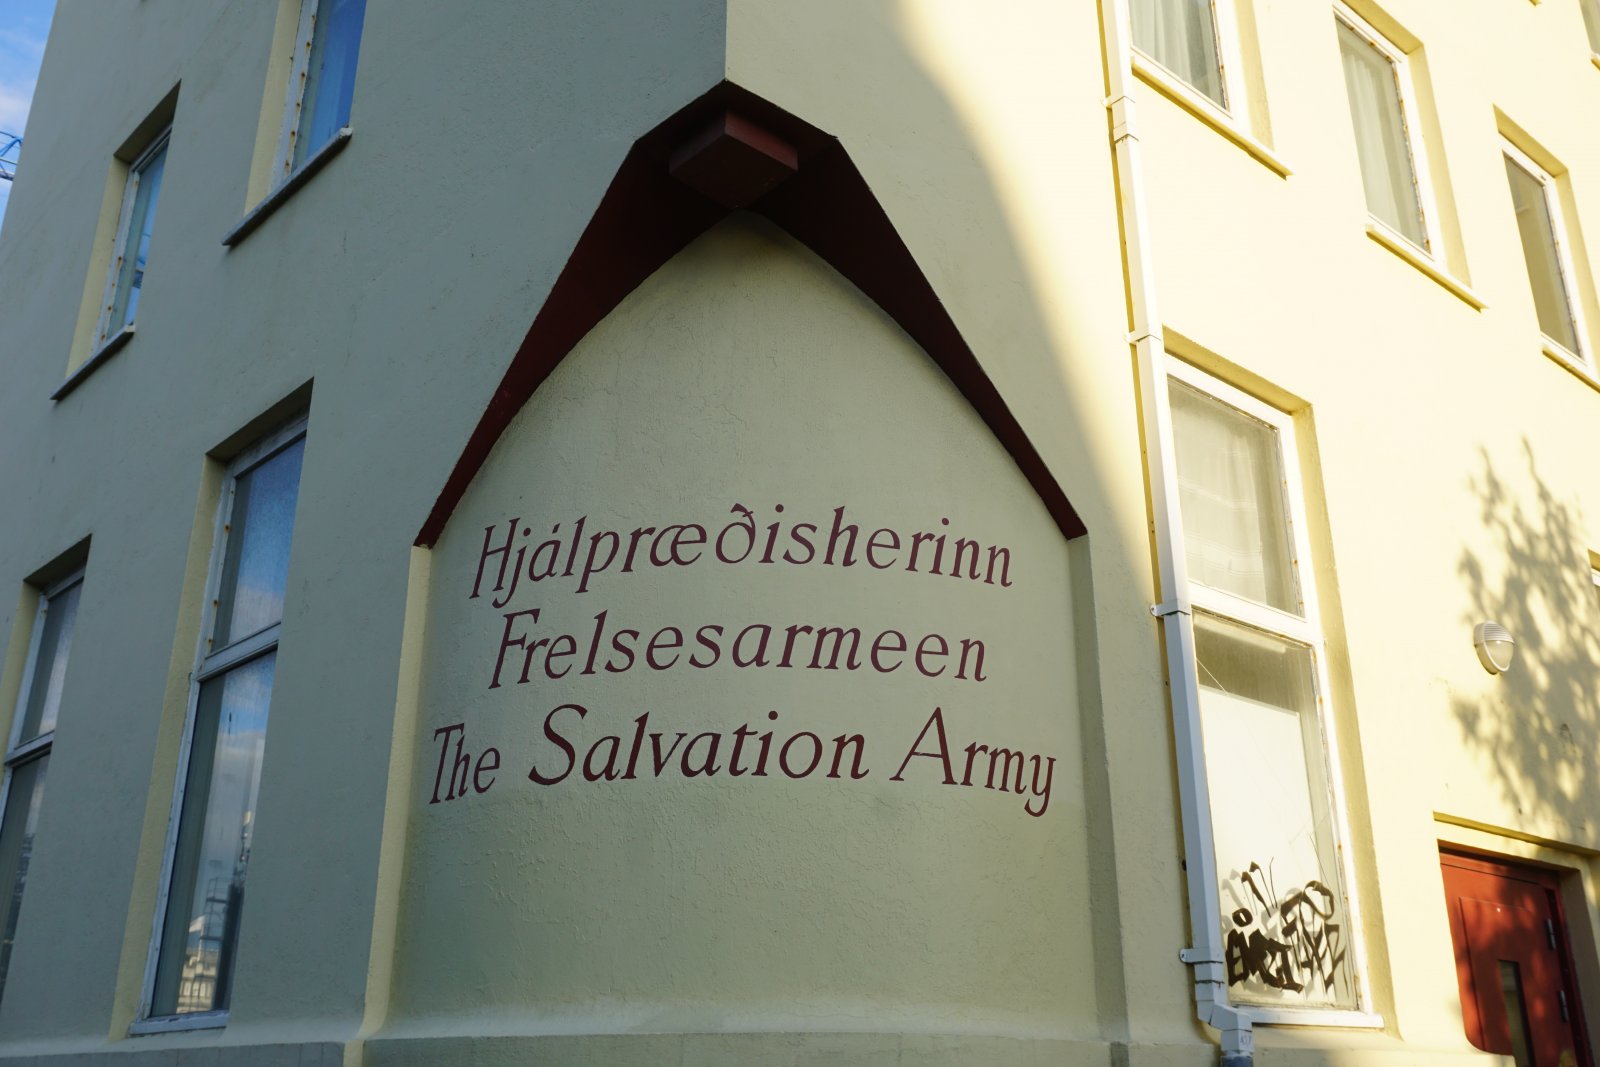 Hjálpræðisherinn
Frelsesarmeen
The Salvation Army